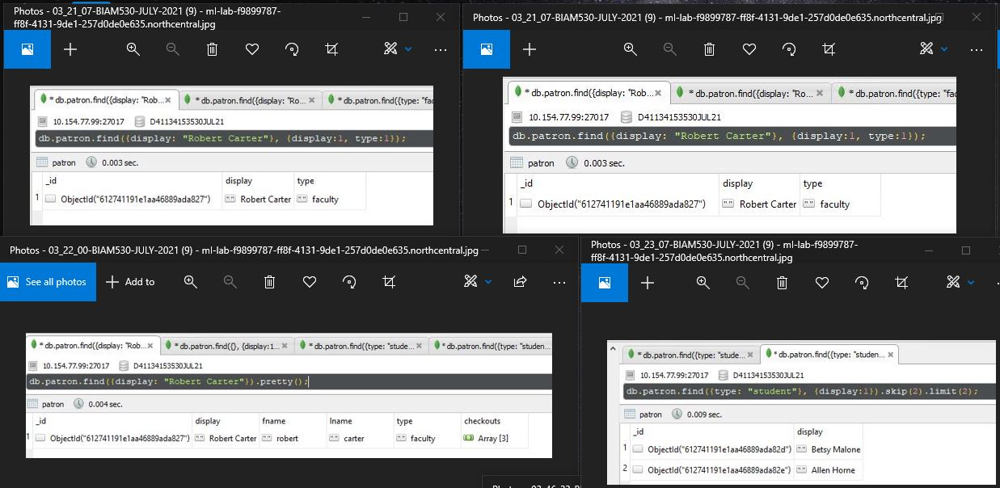 Photos - 03_21_07-BIAM530-JULY-2021 (9) - ml-lab-f9899787-
ff8f-4131-9de1-257d0de0e635.northcentral.jpg
* db.patron.find({display: "Rob...
* db.patron.find({display: "Ro...
* db.patron.find({type: "fac
10.154.77.99:27017 D41134153530JUL21
db.patron.find({display: "Robert Carter"}, {display:1, type:1});
patron 0.003 sec.
_id display type
1 ObjectId("612741191e1aa46889ada827") Robert Carter faculty
Photos - 03_21_07-BIAM530-JULY-2021 (9) - ml-lab-f9899787-ff8f-4131-9de1-257d0de0e635.northcentral.jpg
* db.patron.find({display: "Rob...
* db.patron.find({display: "Ro...
* db.patron.find({type: "fac
10.154.77.99:27017 D41134153530JUL21
db.patron.find({display: "Robert Carter"}, {display:1, type:1});
patron 0.003 sec.
_id display type
1 ObjectId("612741191e1aa46889ada827") Robert Carter faculty
Photos - 03_22_00-BIAM530-JULY-2021 (9) - ml-lab-f9899787-ff8f-4131-9de1-257d0de0e635.northcentral.jpg
See all photos Add to
* db.patron.find({display: "Rob...
* db.patron.find({}, {display:1...
* db.patron.find({type: "stude...
* db.patron.find({type: "studen...
10.154.77.99:27017 D41134153530JUL21
db.patron.find({display: "Robert Carter"}).pretty();
patron 0.004 sec.
_id display fname lname type checkouts
1 ObjectId("612741191e1aa46889ada827") Robert Carter robert carter faculty Array [3]
Photos - 03_23_07-BIAM530-JULY-2021 (9) - ml-lab-f9899787-
ff8f-4131-9de1-257d0de0e635.northcentral.jpg
* db.patron.find({type: "stude...
* db.patron.find({type: "studen...
10.154.77.99:27017 D41134153530JUL21
db.patron.find({type: "student"}, {display:1}).skip(2).limit(2);
patron 0.009 sec.
_id display
1 ObjectId("612741191e1aa46889ada82d") Betsy Malone
2 ObjectId("612741191e1aa46889ada82e") Allen Horne